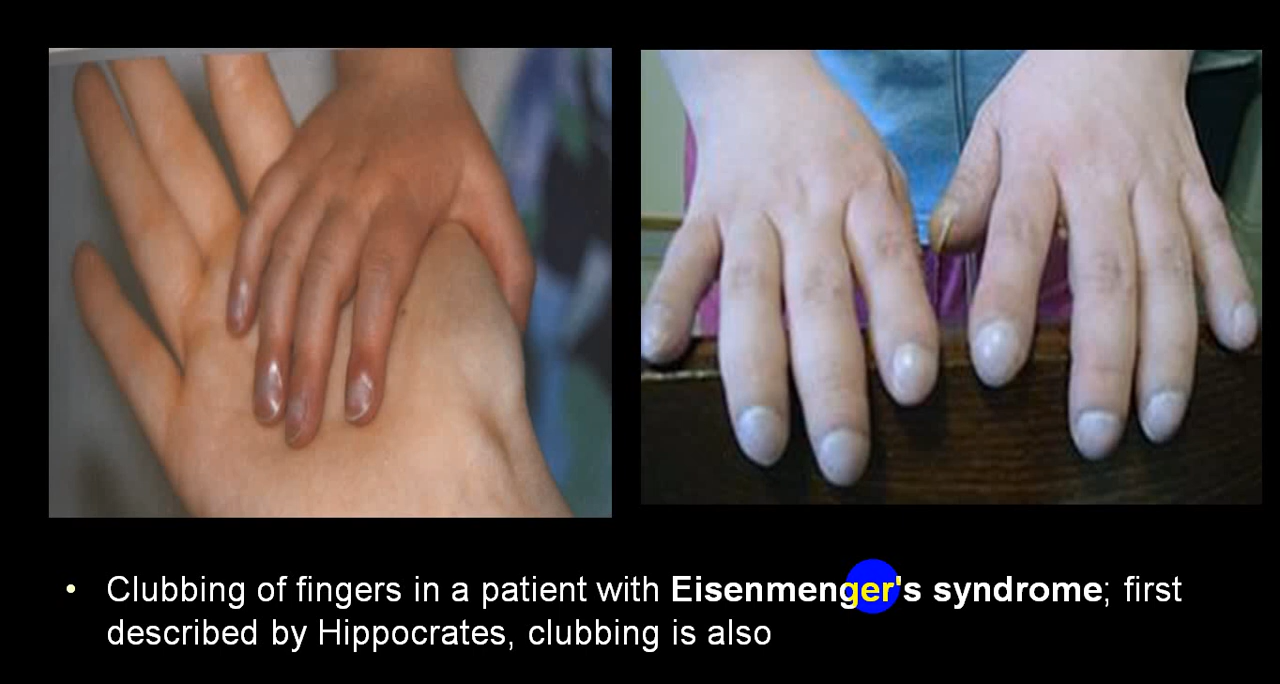 • Clubbing of fingers in a patient with Eisenmenger's syndrome; first
described by Hippocrates, clubbing is also